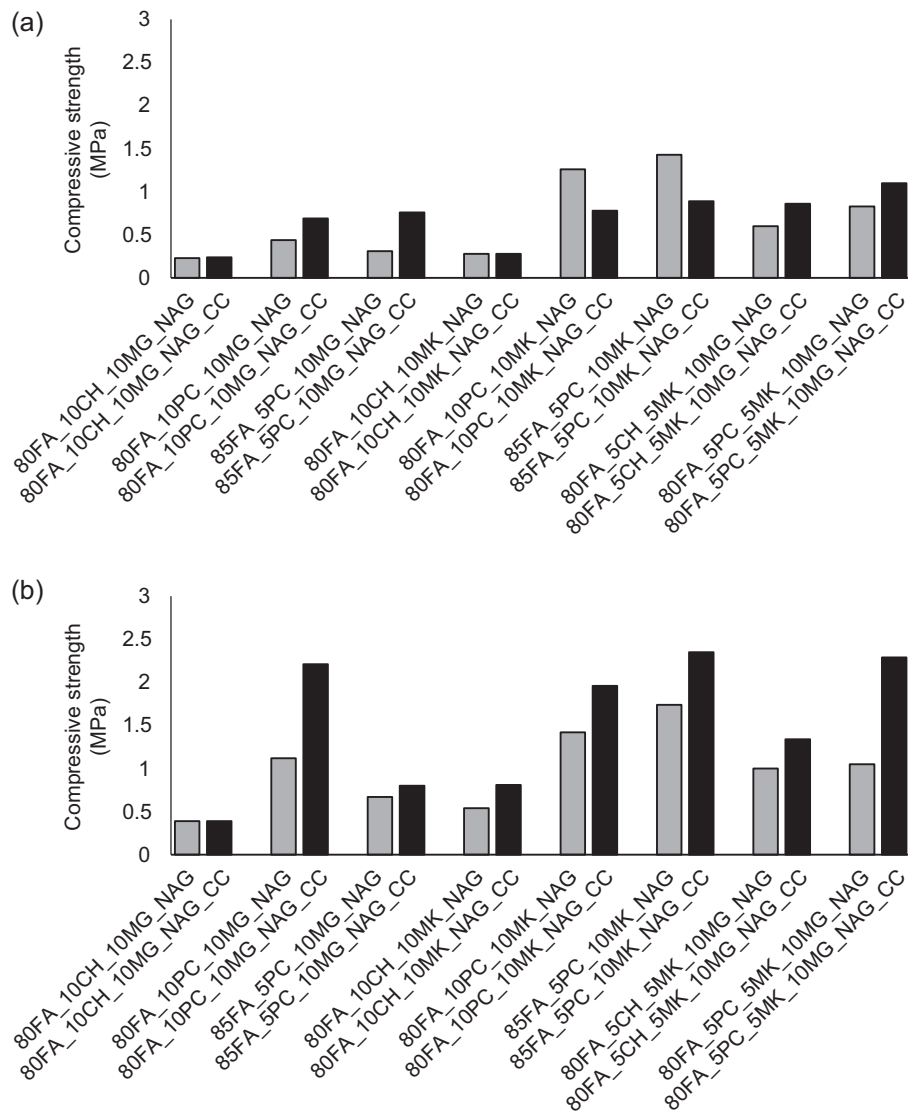 (a)
Compressive strength
(MPa)
3
2.5
2
1.5
1
0.5
0
80FA_10CH_10MG_NAG
80FA_10CH_10MG_NAG_CC
80FA_10PC_10MG_NAG
80FA_10PC_10MG_NAG_CC
85FA_5PC_10MG_NAG
85FA_5PC_10MG_NAG_CC
80FA_10CH_10MK_NAG
80FA_10CH_10MK_NAG_CC
80FA_10PC_10MK_NAG
80FA_10PC_10MK_NAG_CC
85FA_5PC_10MK_NAG
85FA_5PC_10MK_NAG_CC
80FA_5CH_5MK_10MG_NAG
80FA_5CH_5MK_10MG_NAG_CC
80FA_5PC_5MK_10MG_NAG
80FA_5PC_5MK_10MG_NAG_CC
(b)
Compressive strength
(MPa)
3
2.5
2
1.5
1
0.5
0
80FA_10CH_10MG_NAG
80FA_10CH_10MG_NAG_CC
80FA_10PC_10MG_NAG
80FA_10PC_10MG_NAG_CC
85FA_5PC_10MG_NAG
85FA_5PC_10MG_NAG_CC
80FA_10CH_10MK_NAG
80FA_10CH_10MK_NAG_CC
80FA_10PC_10MK_NAG
80FA_10PC_10MK_NAG_CC
85FA_5PC_10MK_NAG
85FA_5PC_10MK_NAG_CC
80FA_5CH_5MK_10MG_NAG
80FA_5CH_5MK_10MG_NAG_CC
80FA_5PC_5MK_10MG_NAG
80FA_5PC_5MK_10MG_NAG_CC